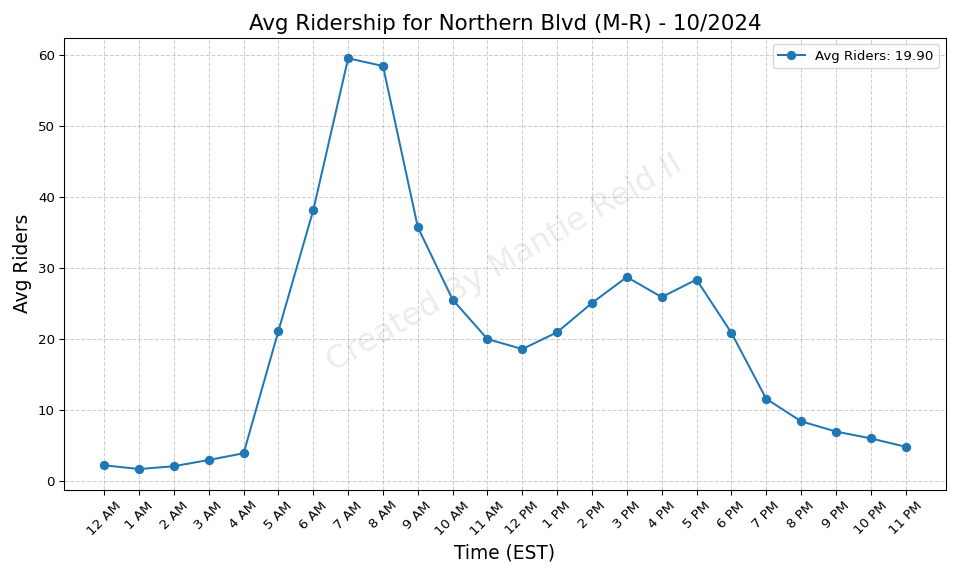 Avg Ridership for Northern Blvd (M-R) - 10/2024
Avg Riders: 19.90
60
50
40
30
20
10
0
Avg Riders
Created By Mantie Reid II
12 AM
1 AM
2 AM
3 AM
4 AM
5 AM
6 AM
7 AM
8 AM
9 AM
10 AM
11 AM
12 PM
1 PM
2 PM
3 PM
4 PM
5 PM
6 PM
7 PM
8 PM
9 PM
10 PM
11 PM
Time (EST)